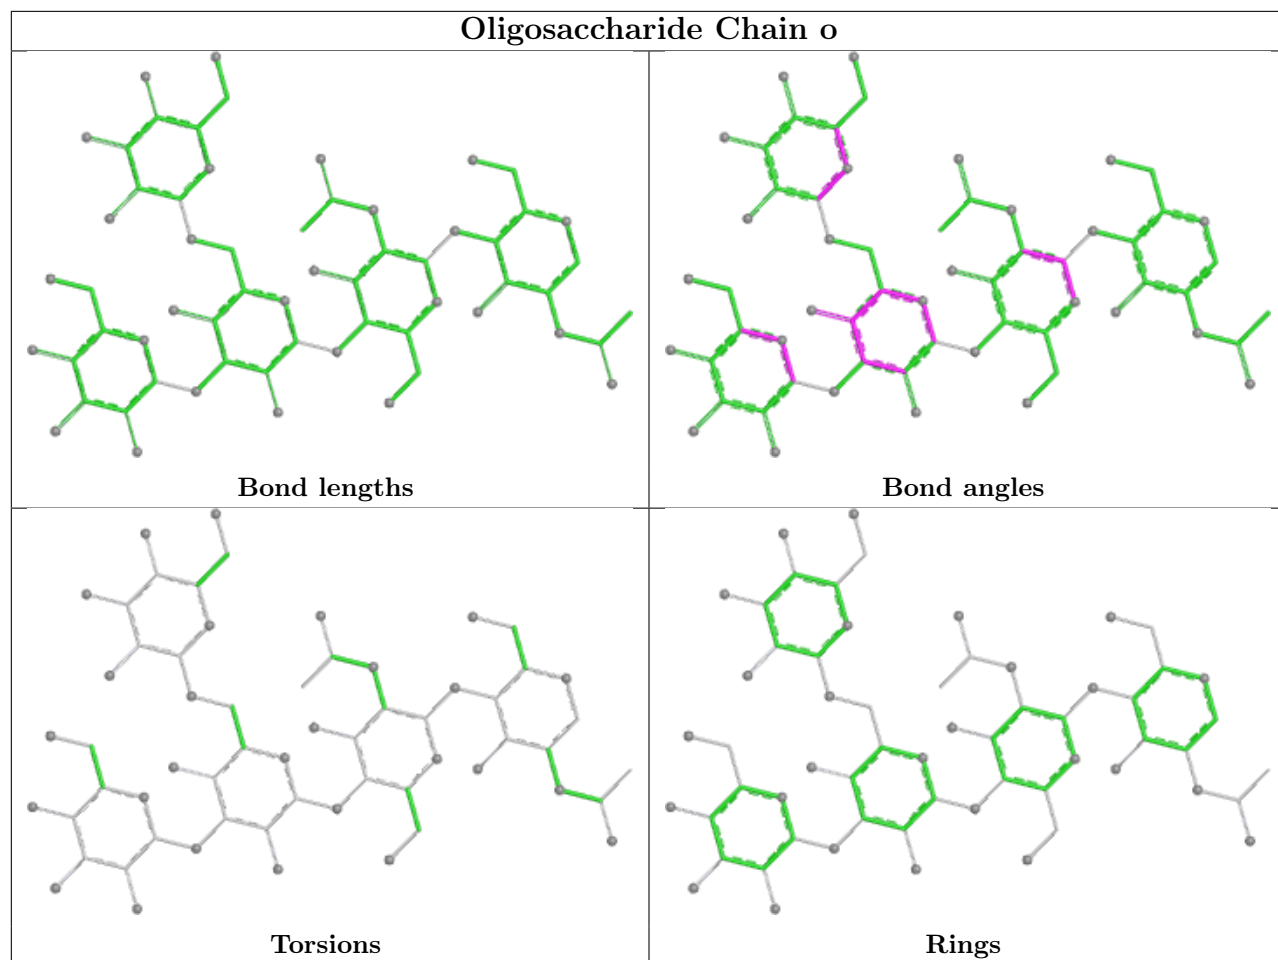 Oligosaccharide Chain o
Bond lengths
Bond angles
Torsions
Rings